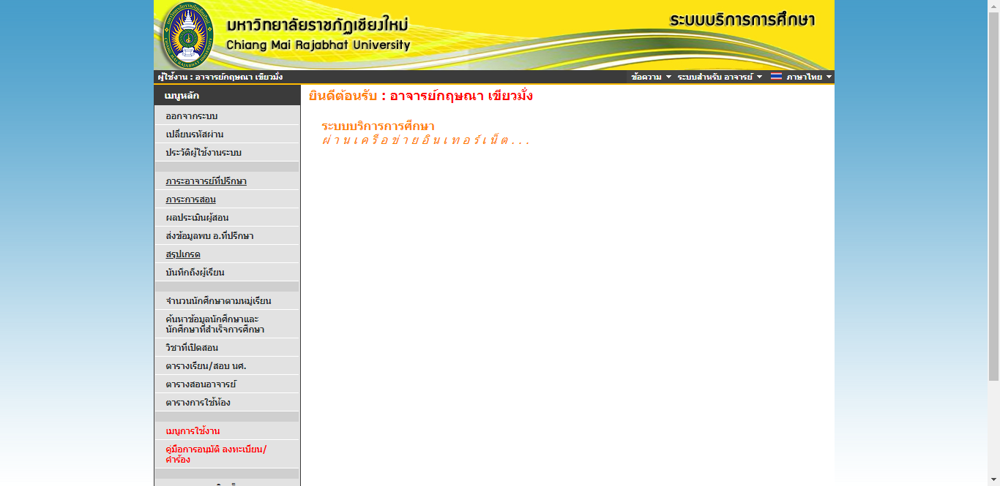 มหาวิทยาลัยราชภัฏเชียงใหม่
Chiang Mai Rajabhat University
ระบบบริการการศึกษา
ผู้ใช้งาน : อาจารย์กฤษณา เขียวมั่ง
ข้อความ ระบบสำหรับ อาจารย์ ภาษาไทย
เมนูหลัก
ยินดีต้อนรับ : อาจารย์กฤษณา เขียวมั่ง
ออกจากระบบ
เปลี่ยนรหัสผ่าน
ประวัติผู้ใช้งานระบบ
ระบบบริการการศึกษา
ผ่านเครือข่ายอินเทอร์เน็ต...
ภาระอาจารย์ที่ปรึกษา
ภาระการสอน
ผลประเมินผู้สอน
ส่งข้อมูลพบ อ.ที่ปรึกษา
สรุปเกรด
บันทึกถึงผู้เรียน
จำนวนนักศึกษาตามหมู่เรียน
ค้นหาข้อมูลนักศึกษาและ
นักศึกษาที่สำเร็จการศึกษา
วิชาที่เปิดสอน
ตารางเรียน/สอบ นศ.
ตารางสอนอาจารย์
ตารางการใช้ห้อง
เมนูการใช้งาน
คู่มือการอนุมัติ ลงทะเบียน/
คำร้อง